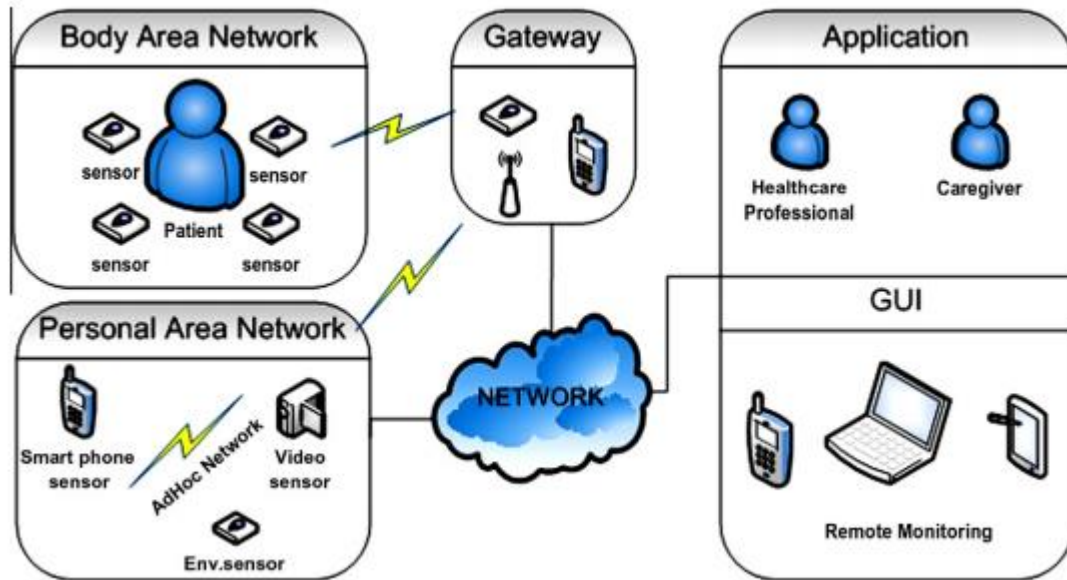 Body Area Network
sensor
sensor
Patient
sensor
sensor
Gateway
Application
Healthcare
Professional
Caregiver
Personal Area Network
Smart phone
sensor
AdHoc Network
Video
sensor
Env.sensor
NETWORK
GUI
Remote Monitoring